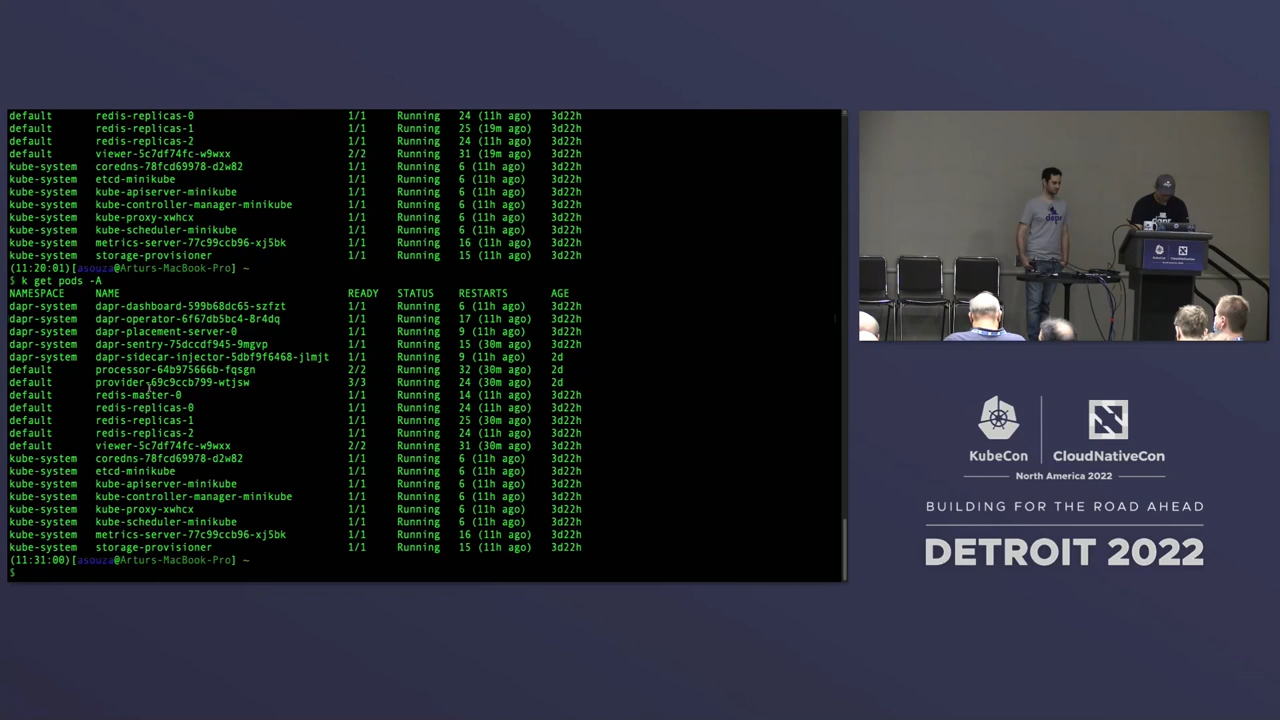 default redis-replicas-0 1/1 Running 24 (11h ago) 3d22h
default redis-replicas-1 1/1 Running 25 (19m ago) 3d22h
default redis-replicas-2 1/1 Running 24 (11h ago) 3d22h
default viewer-5c7df74fc-w9wxx 2/2 Running 31 (19m ago) 3d22h
kube-system coredns-78fcd69978-d2w82 1/1 Running 6 (11h ago) 3d22h
kube-system etcd-minikube 1/1 Running 6 (11h ago) 3d22h
kube-system kube-apiserver-minikube 1/1 Running 6 (11h ago) 3d22h
kube-system kube-controller-manager-minikube 1/1 Running 6 (11h ago) 3d22h
kube-system kube-proxy-xwhcx 1/1 Running 6 (11h ago) 3d22h
kube-system kube-scheduler-minikube 1/1 Running 6 (11h ago) 3d22h
kube-system metrics-server-77c99ccb96-xj5bk 1/1 Running 16 (11h ago) 3d22h
kube-system storage-provisioner 1/1 Running 15 (11h ago) 3d22h
(11:20:01)[asouza@Arturs-MacBook-Pro] ~
$ k get pods -A
NAMESPACE NAME READY STATUS RESTARTS AGE
dapr-system dapr-dashboard-599b68dc65-szfzt 1/1 Running 6 (11h ago) 3d22h
dapr-system dapr-operator-6f67db5bc4-8r4dq 1/1 Running 17 (11h ago) 3d22h
dapr-system dapr-placement-server-0 1/1 Running 9 (11h ago) 3d22h
dapr-system dapr-sentry-75dccdf945-9mgvp 1/1 Running 15 (30m ago) 3d22h
dapr-system dapr-sidecar-injector-5dbf9f6468-jlmjt 1/1 Running 9 (11h ago) 2d
default processor-64b975666b-fqsgn 2/2 Running 32 (30m ago) 2d
default provider-69c9ccb799-wtjsw 3/3 Running 24 (30m ago) 2d
default redis-master-0 1/1 Running 14 (11h ago) 3d22h
default redis-replicas-0 1/1 Running 24 (11h ago) 3d22h
default redis-replicas-1 1/1 Running 25 (30m ago) 3d22h
default redis-replicas-2 1/1 Running 24 (11h ago) 3d22h
default viewer-5c7df74fc-w9wxx 2/2 Running 31 (30m ago) 3d22h
kube-system coredns-78fcd69978-d2w82 1/1 Running 6 (11h ago) 3d22h
kube-system etcd-minikube 1/1 Running 6 (11h ago) 3d22h
kube-system kube-apiserver-minikube 1/1 Running 6 (11h ago) 3d22h
kube-system kube-controller-manager-minikube 1/1 Running 6 (11h ago) 3d22h
kube-system kube-proxy-xwhcx 1/1 Running 6 (11h ago) 3d22h
kube-system kube-scheduler-minikube 1/1 Running 6 (11h ago) 3d22h
kube-system metrics-server-77c99ccb96-xj5bk 1/1 Running 16 (11h ago) 3d22h
kube-system storage-provisioner 1/1 Running 15 (11h ago) 3d22h
(11:31:00)[asouza@Arturs-MacBook-Pro] ~
$
dapr
dapr
KubeCon CloudNativeCon
North America 2022
BUILDING FOR THE ROAD AHEAD
DETROIT 2022